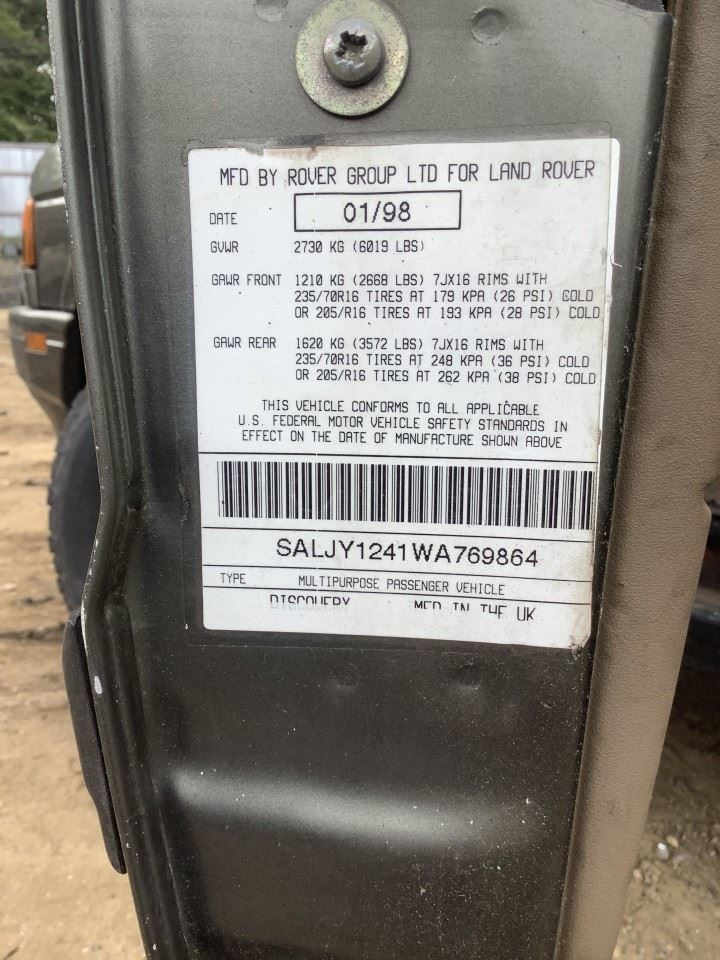 MFD BY ROVER GROUP LTD FOR LAND ROVER
DATE 01/98
GVWR 2730 KG (6019 LBS)
GAWR FRONT 1210 KG (2668 LBS) 7JX16 RIMS WITH
235/70R16 TIRES AT 179 KPA (26 PSI) COLD
OR 205/R16 TIRES AT 193 KPA (28 PSI) COLD
GAWR REAR 1620 KG (3572 LBS) 7JX16 RIMS WITH
235/70R16 TIRES AT 248 KPA (36 PSI) COLD
OR 205/R16 TIRES AT 262 KPA (38 PSI) COLD
THIS VEHICLE CONFORMS TO ALL APPLICABLE
U.S. FEDERAL MOTOR VEHICLE SAFETY STANDARDS IN
EFFECT ON THE DATE OF MANUFACTURE SHOWN ABOVE
SALJY1241WA769864
TYPE MULTIPURPOSE PASSENGER VEHICLE
DISCOVERY MFD IN THE UK